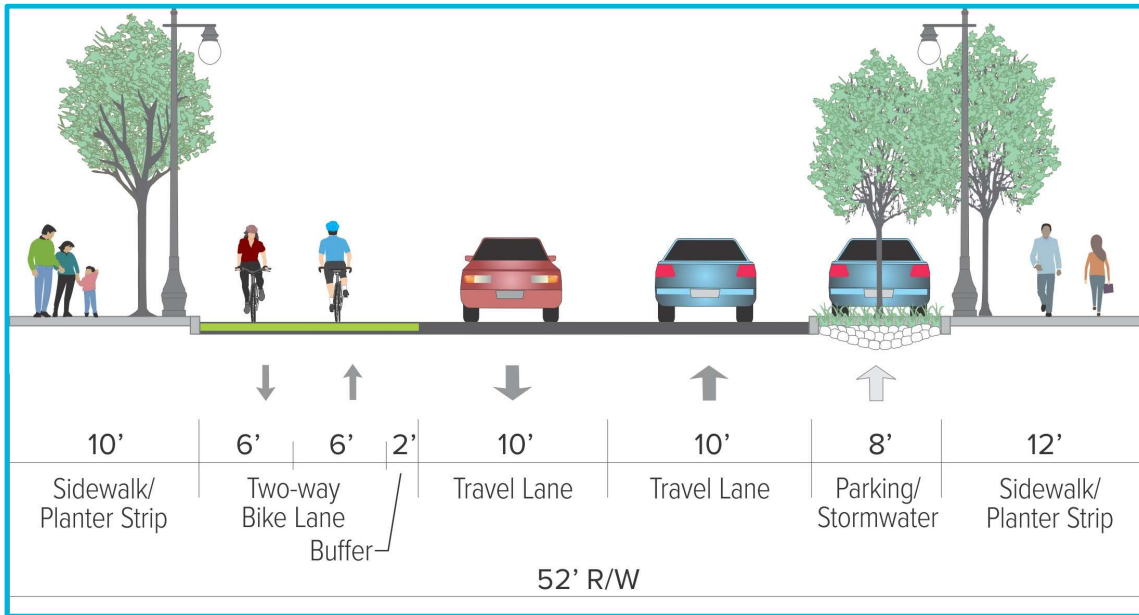 10’ 6’ 6’ 2’ 10’ 10’ 8’ 12’
Sidewalk/
Planter Strip
Two-way
Bike Lane
Buffer
Travel Lane
Travel Lane
Parking/
Stormwater
Sidewalk/
Planter Strip
52’ R/W